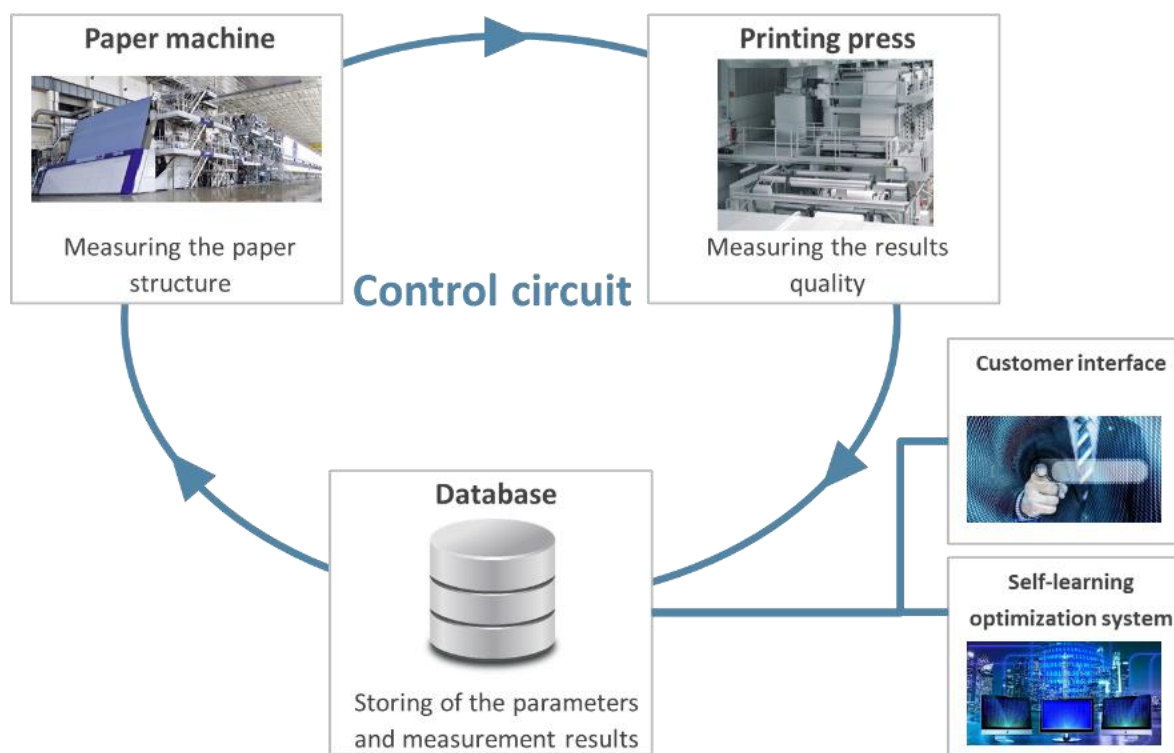 Paper machine
Measuring the paper
structure
Printing press
Measuring the results
quality
Control circuit
Customer interface
Database
Storing of the parameters
and measurement results
Self-learning
optimization system